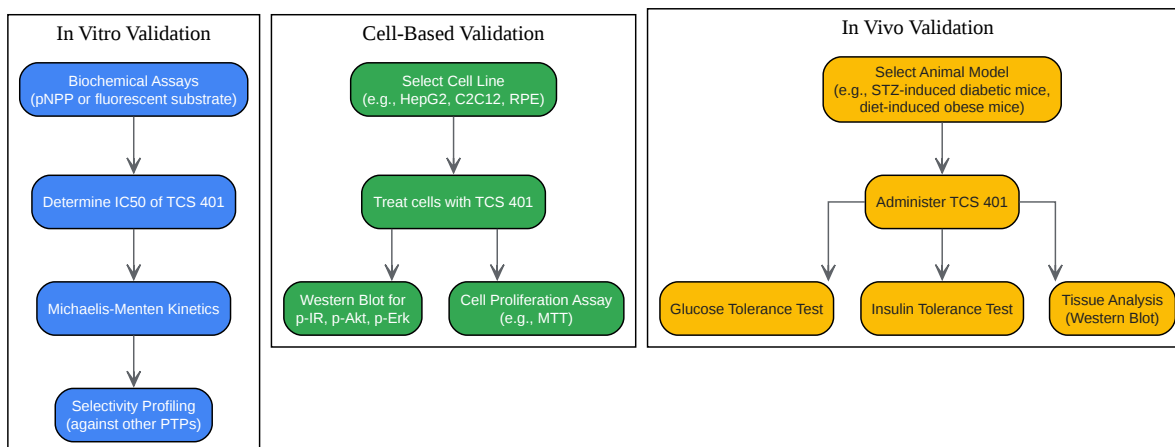 In Vitro Validation
Biochemical Assays
(pNPP or fluorescent substrate)
Determine IC50 of TCS 401
Michaelis-Menten Kinetics
Selectivity Profiling
(against other PTPs)
Cell-Based Validation
Select Cell Line
(e.g., HepG2, C2C12, RPE)
Treat cells with TCS 401
Western Blot for
p-IR, p-Akt, p-Erk
Cell Proliferation Assay
(e.g., MTT)
In Vivo Validation
Select Animal Model
(e.g., STZ-induced diabetic mice,
diet-induced obese mice)
Administer TCS 401
Glucose Tolerance Test
Insulin Tolerance Test
Tissue Analysis
(Western Blot)